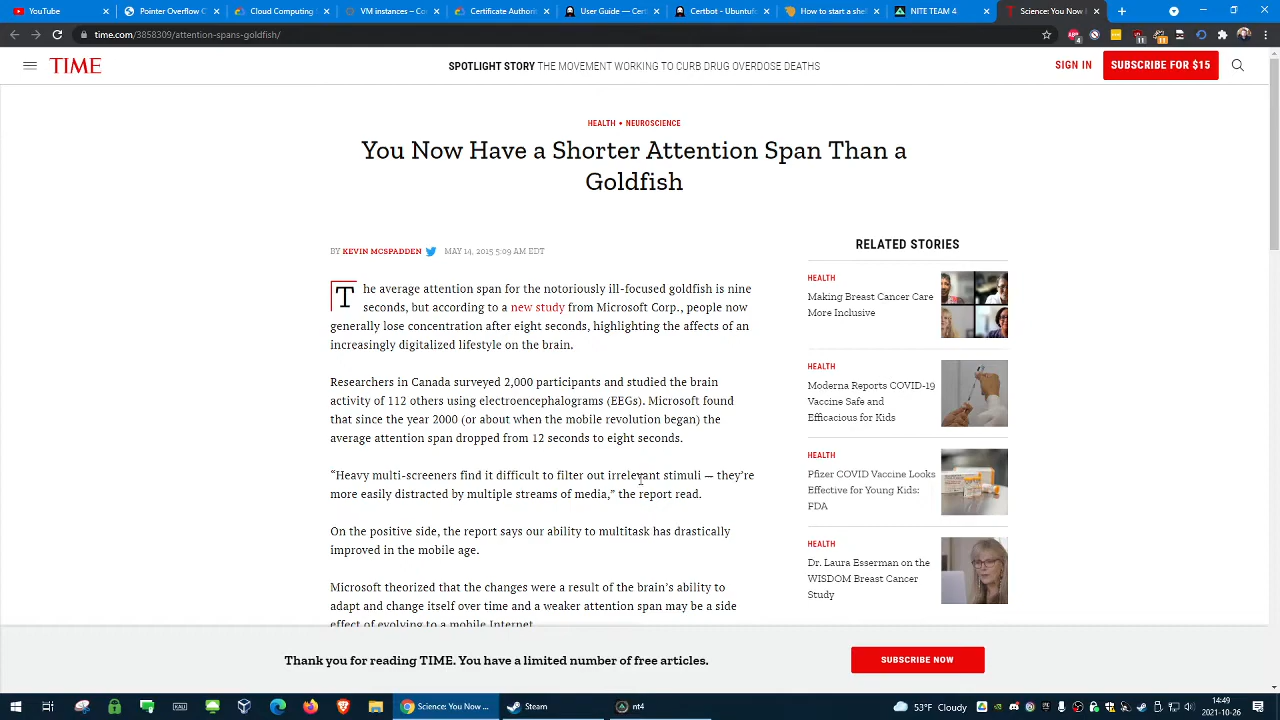 YouTube
Pointer Overflow C
Cloud Computing
VM instances – Co
Certificate Authori
User Guide — Cert
Certbot - Ubuntu
How to start a she
NITE TEAM 4
Science: You Now
time.com/3858309/attention-spans-goldfish/
TIME
SPOTLIGHT STORY THE MOVEMENT WORKING TO CURB DRUG OVERDOSE DEATHS
SIGN IN
SUBSCRIBE FOR $15
HEALTH • NEUROSCIENCE
You Now Have a Shorter Attention Span Than a
Goldfish
BY KEVIN MCSPADDEN MAY 14, 2015 5:09 AM EDT
The average attention span for the notoriously ill-focused goldfish is nine
seconds, but according to a new study from Microsoft Corp., people now
generally lose concentration after eight seconds, highlighting the affects of an
increasingly digitalized lifestyle on the brain.
Researchers in Canada surveyed 2,000 participants and studied the brain
activity of 112 others using electroencephalograms (EEGs). Microsoft found
that since the year 2000 (or about when the mobile revolution began) the
average attention span dropped from 12 seconds to eight seconds.
“Heavy multi-screeners find it difficult to filter out irrelevant stimuli — they’re
more easily distracted by multiple streams of media,” the report read.
On the positive side, the report says our ability to multitask has drastically
improved in the mobile age.
Microsoft theorized that the changes were a result of the brain’s ability to
adapt and change itself over time and a weaker attention span may be a side
effect of evolving to a mobile Internet.
RELATED STORIES
HEALTH
Making Breast Cancer Care
More Inclusive
HEALTH
Moderna Reports COVID-19
Vaccine Safe and
Efficacious for Kids
HEALTH
Pfizer COVID Vaccine Looks
Effective for Young Kids:
FDA
HEALTH
Dr. Laura Esserman on the
WISDOM Breast Cancer
Study
Thank you for reading TIME. You have a limited number of free articles.
SUBSCRIBE NOW
Science: You Now ...
Steam
nt4
53°F Cloudy
14:49
2021-10-26